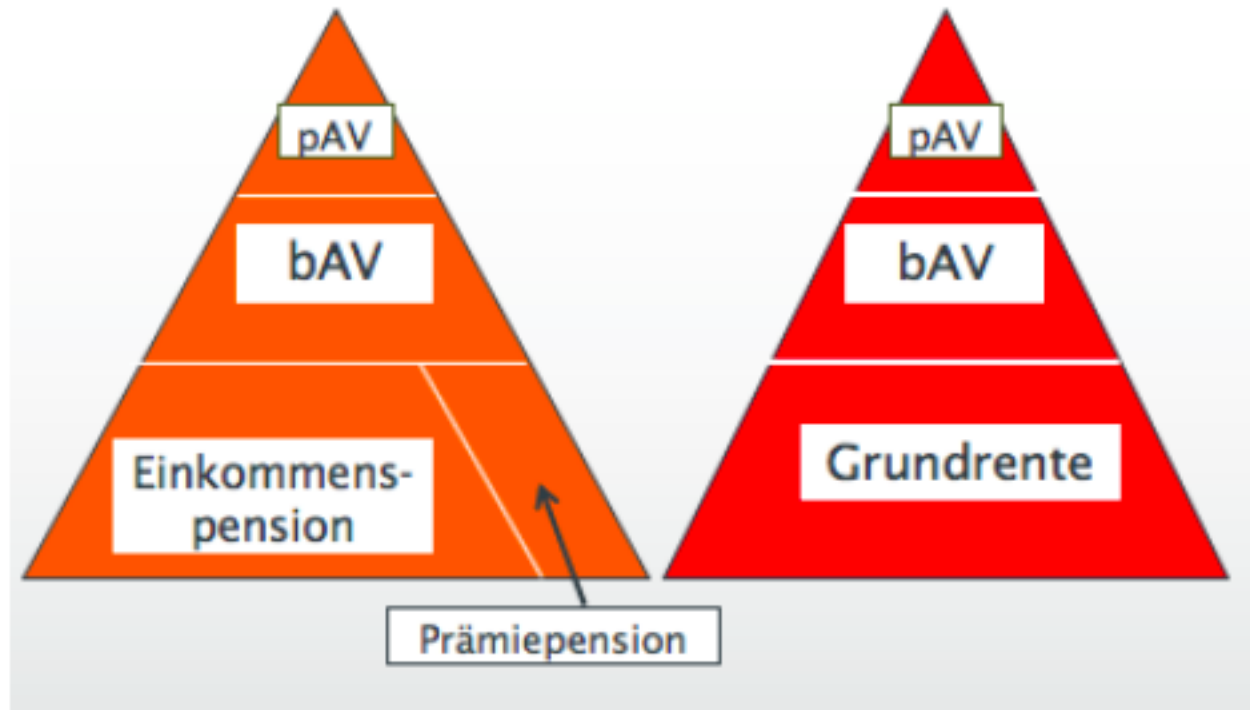 pAV
bAV
Einkommens-
pension
Prämiepension
pAV
bAV
Grundrente